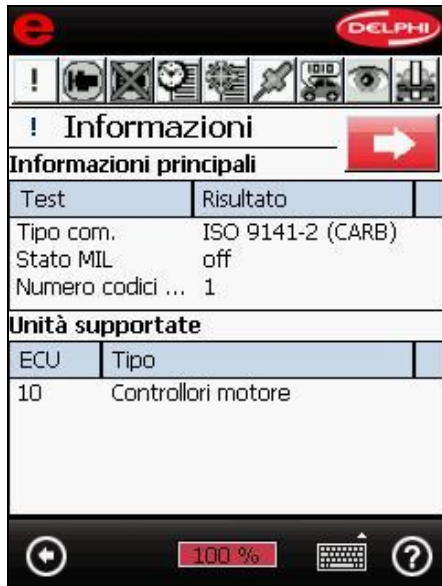 e
DELPHI
!
1010
! Informazioni
Informazioni principali
Test Risultato
Tipo com. ISO 9141-2 (CARB)
Stato MIL off
Numero codici ... 1
Unità supportate
ECU Tipo
10 Controllori motore
100 %
?